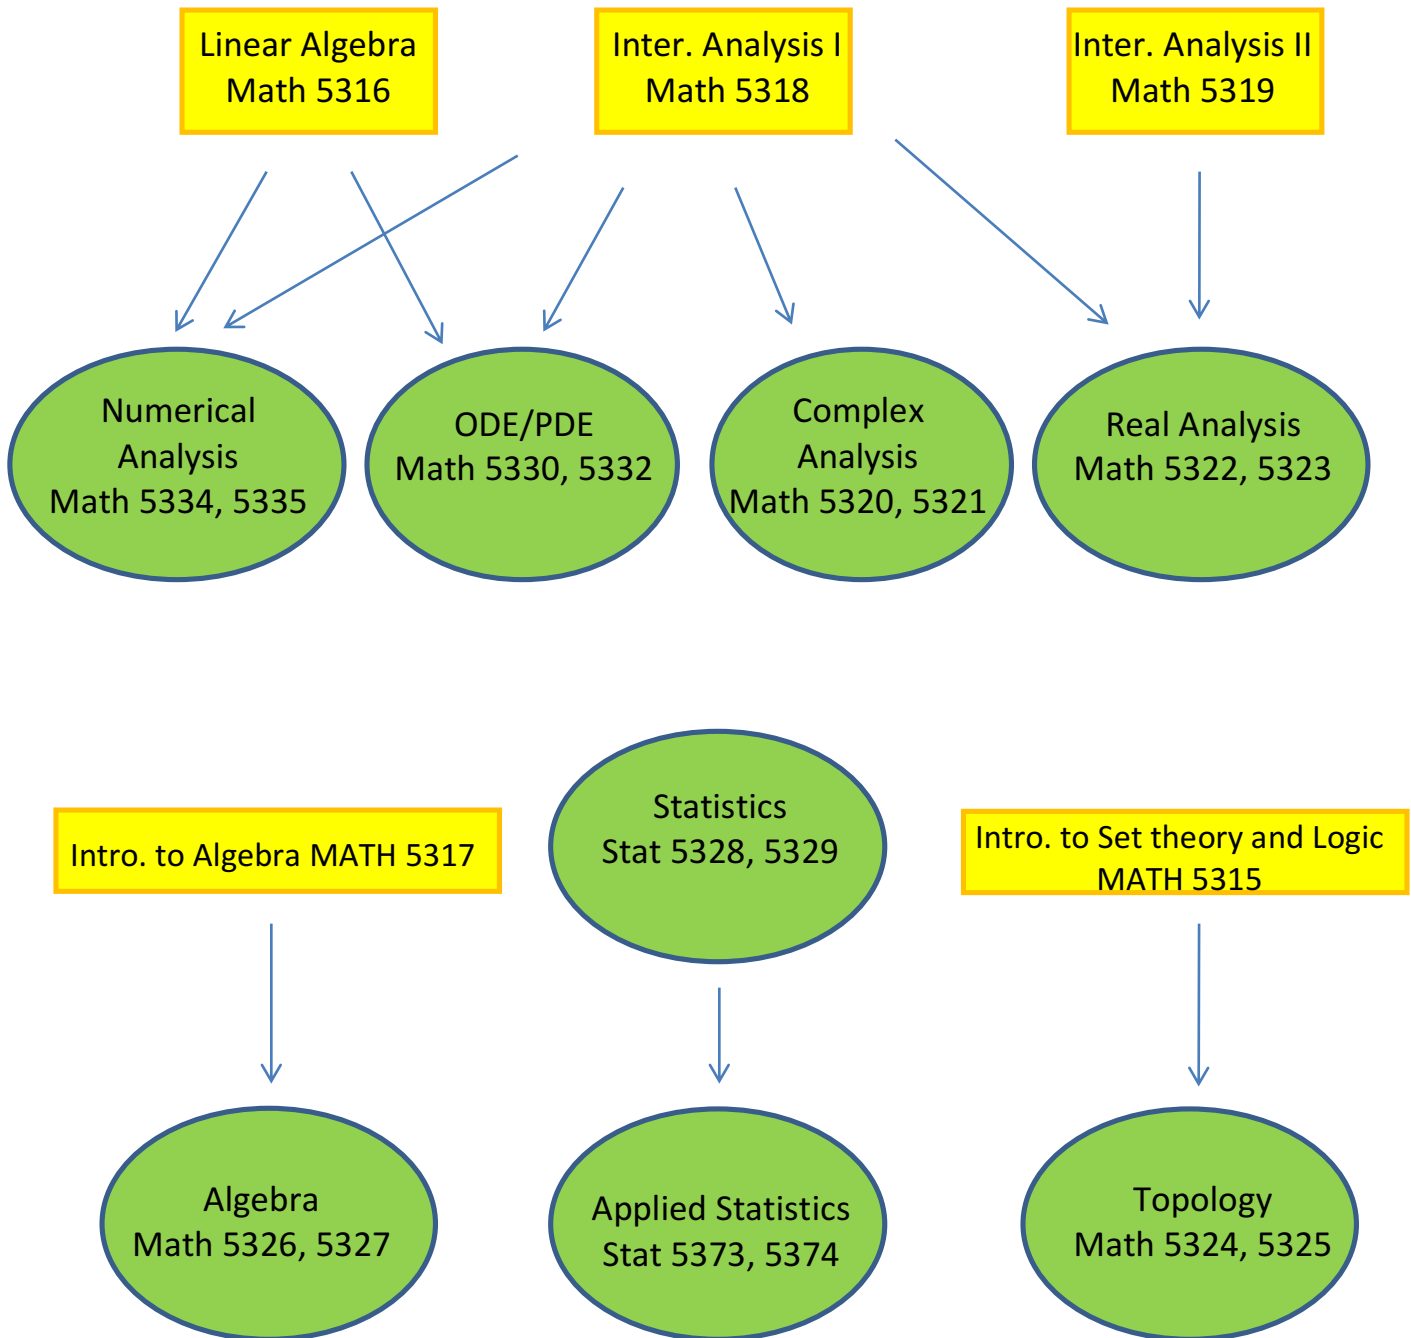 Linear Algebra
Math 5316
Inter. Analysis I
Math 5318
Inter. Analysis II
Math 5319
Numerical
Analysis
Math 5334, 5335
ODE/PDE
Math 5330, 5332
Complex
Analysis
Math 5320, 5321
Real Analysis
Math 5322, 5323
Intro. to Algebra MATH 5317
Statistics
Stat 5328, 5329
Intro. to Set theory and Logic
MATH 5315
Algebra
Math 5326, 5327
Applied Statistics
Stat 5373, 5374
Topology
Math 5324, 5325